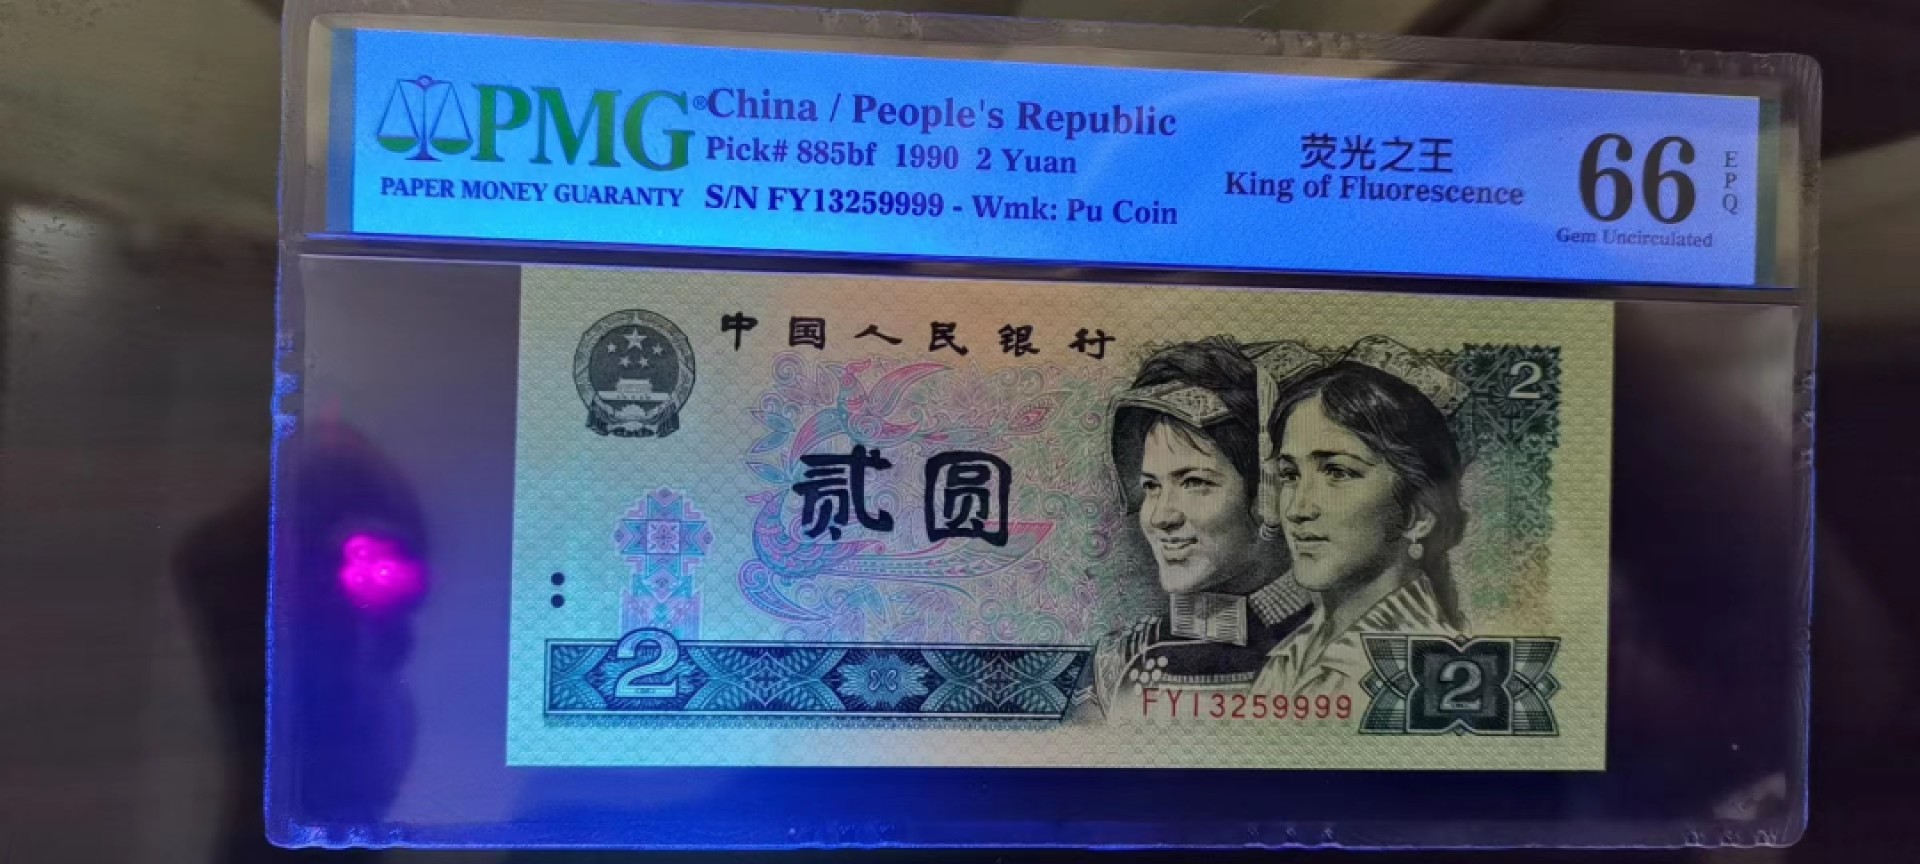 PMG®
PAPER MONEY GUARANTY
China / People's Republic
Pick# 885bf 1990 2 Yuan
S/N FY13259999 - Wmk: Pu Coin
荧光之王
King of Fluorescence
66
EPQ
Gem Uncirculated
中国人民银行
2
贰圆
2
FY13259999
2